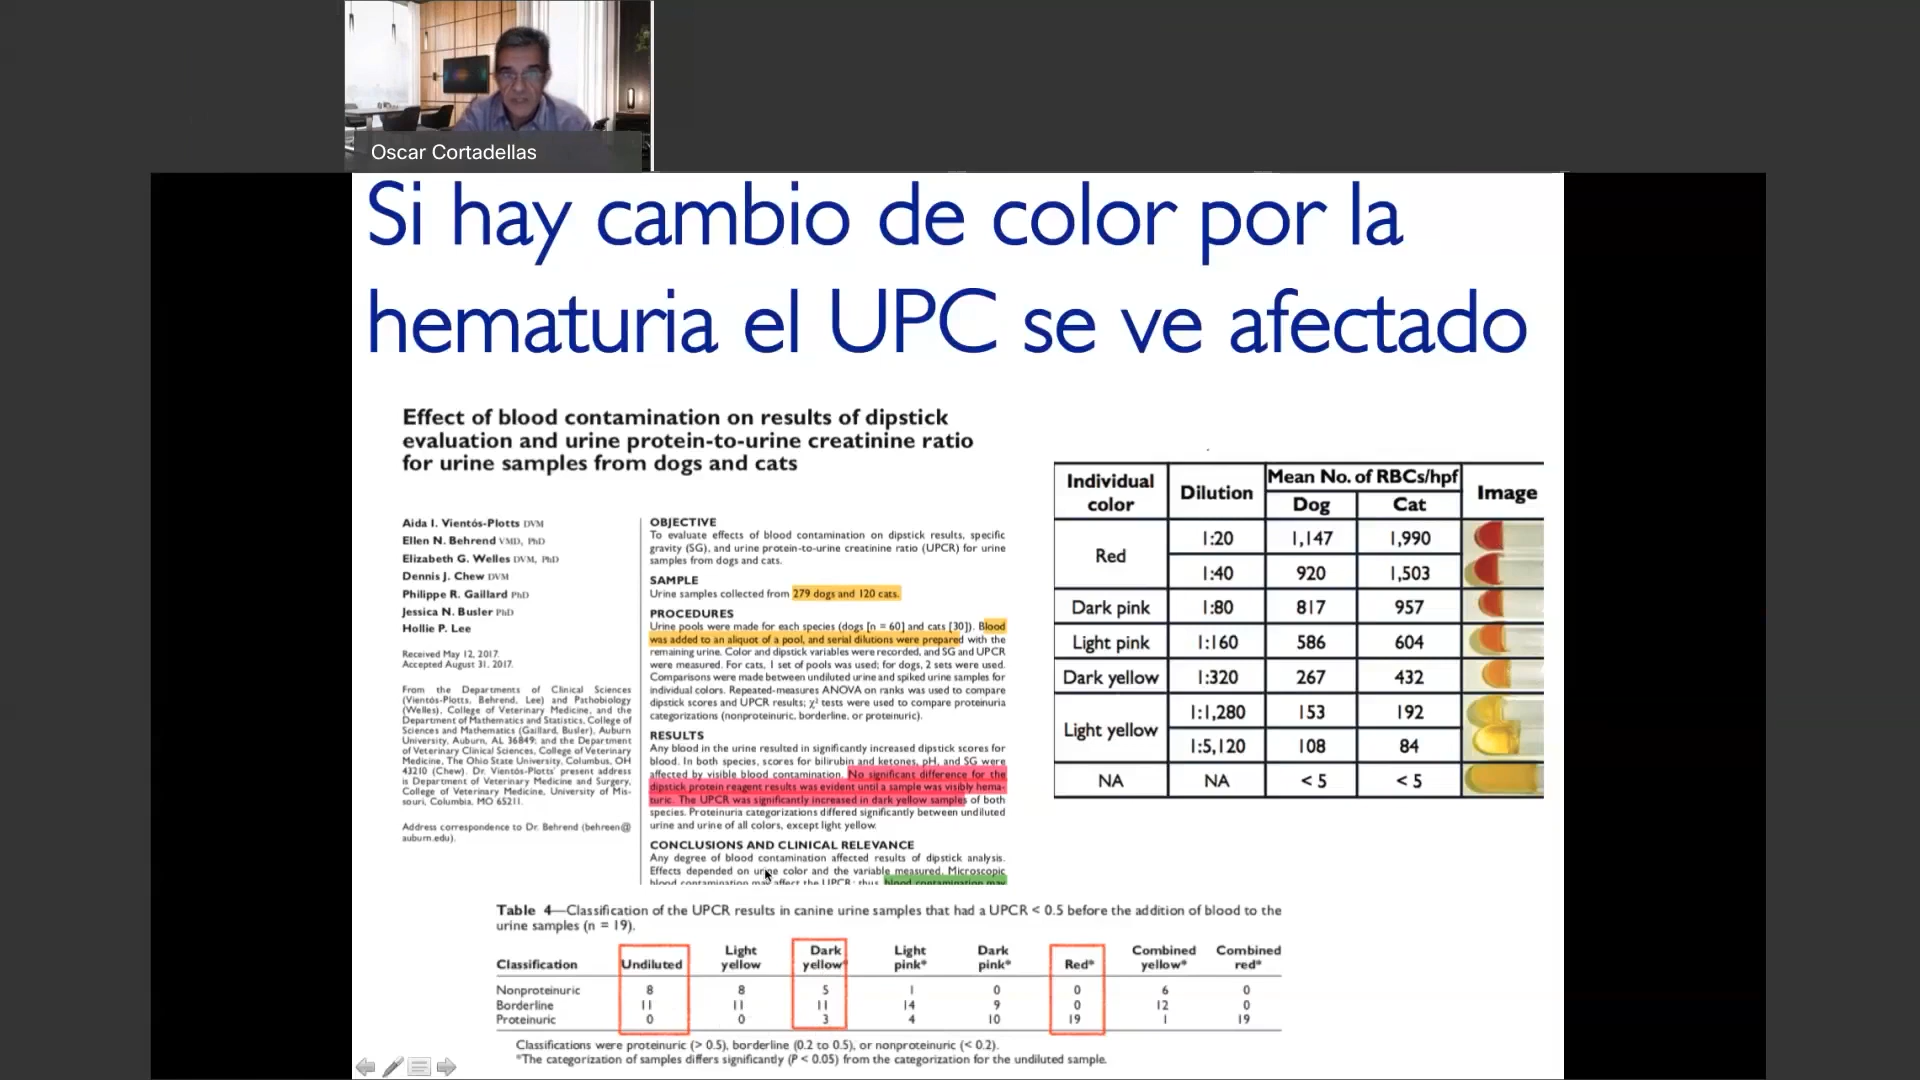 Oscar Cortadellas
Si hay cambio de color por la
hematuria el UPC se ve afectado
Effect of blood contamination on results of dipstick
evaluation and urine protein-to-urine creatinine ratio
for urine samples from dogs and cats
Aida I. Vientós-Plotts DVM
Ellen N. Behrend VMD, PhD
Elizabeth G. Welles DVM, PhD
Dennis J. Chew DVM
Philippe R. Gaillard PhD
Jessica N. Busler PhD
Hollie P. Lee
Received May 12, 2017.
Accepted August 31, 2017.
From the Departments of Clinical Sciences
(Vientós-Plotts, Behrend, Lee) and Pathobiology
(Welles), College of Veterinary Medicine, and the
Department of Mathematics and Statistics, College of
Sciences and Mathematics (Gaillard, Busler), Auburn
University, Auburn, AL 36849; and the Department
of Veterinary Clinical Sciences, College of Veterinary
Medicine, The Ohio State University, Columbus, OH
43210 (Chew). Dr. Vientós-Plotts' present address
is Department of Veterinary Medicine and Surgery,
College of Veterinary Medicine, University of Mis-
souri, Columbia, MO 65211.
Address correspondence to Dr. Behrend (behreen@
auburn.edu).
OBJECTIVE
To evaluate effects of blood contamination on dipstick results, specific
gravity (SG), and urine protein-to-urine creatinine ratio (UPCR) for urine
samples from dogs and cats.
SAMPLE
Urine samples collected from 279 dogs and 120 cats.
PROCEDURES
Urine pools were made for each species (dogs [n = 60] and cats [30]). Blood
was added to an aliquot of a pool, and serial dilutions were prepared with the
remaining urine. Color and dipstick variables were recorded, and SG and UPCR
were measured. For cats, 1 set of pools was used; for dogs, 2 sets were used.
Comparisons were made between undiluted urine and spiked urine samples for
individual colors. Repeated-measures ANOVA on ranks was used to compare
dipstick scores and UPCR results; χ² tests were used to compare proteinuria
categorizations (nonproteinuric, borderline, or proteinuric).
RESULTS
Any blood in the urine resulted in significantly increased dipstick scores for
blood. In both species, scores for bilirubin and ketones, pH, and SG were
affected by visible blood contamination. No significant difference for the
dipstick protein reagent results was evident until a sample was visibly hema-
turic. The UPCR was significantly increased in dark yellow samples of both
species. Proteinuria categorizations differed significantly between undiluted
urine and urine of all colors, except light yellow.
CONCLUSIONS AND CLINICAL RELEVANCE
Any degree of blood contamination affected results of dipstick analysis.
Effects depended on urine color and the variable measured. Microscopic
blood contamination may affect the UPCR; thus, blood contamination may
Individual color Dilution Mean No. of RBCs/hpf Image
Dog Cat
Red 1:20 1,147 1,990
1:40 920 1,503
Dark pink 1:80 817 957
Light pink 1:160 586 604
Dark yellow 1:320 267 432
Light yellow 1:1,280 153 192
1:5,120 108 84
NA NA < 5 < 5
Table 4—Classification of the UPCR results in canine urine samples that had a UPCR < 0.5 before the addition of blood to the
urine samples (n = 19).
Classification Undiluted Light yellow Dark yellow* Light pink* Dark pink* Red* Combined yellow* Combined red*
Nonproteinuric 8 8 5 1 0 0 6 0
Borderline 11 11 11 14 9 0 12 0
Proteinuric 0 0 3 4 10 19 1 19
Classifications were proteinuric (> 0.5), borderline (0.2 to 0.5), or nonproteinuric (< 0.2).
*The categorization of samples differs significantly (P < 0.05) from the categorization for the undiluted sample.